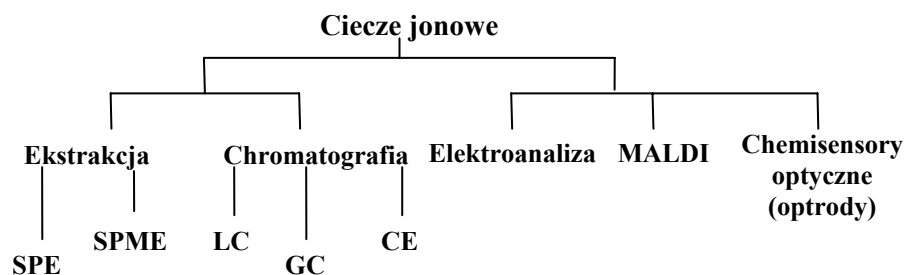 Ciecze jonowe
Ekstrakcja
Chromatografia
Elektroanaliza
MALDI
Chemisensory
optyczne
(optrody)
SPE
SPME
LC
GC
CE